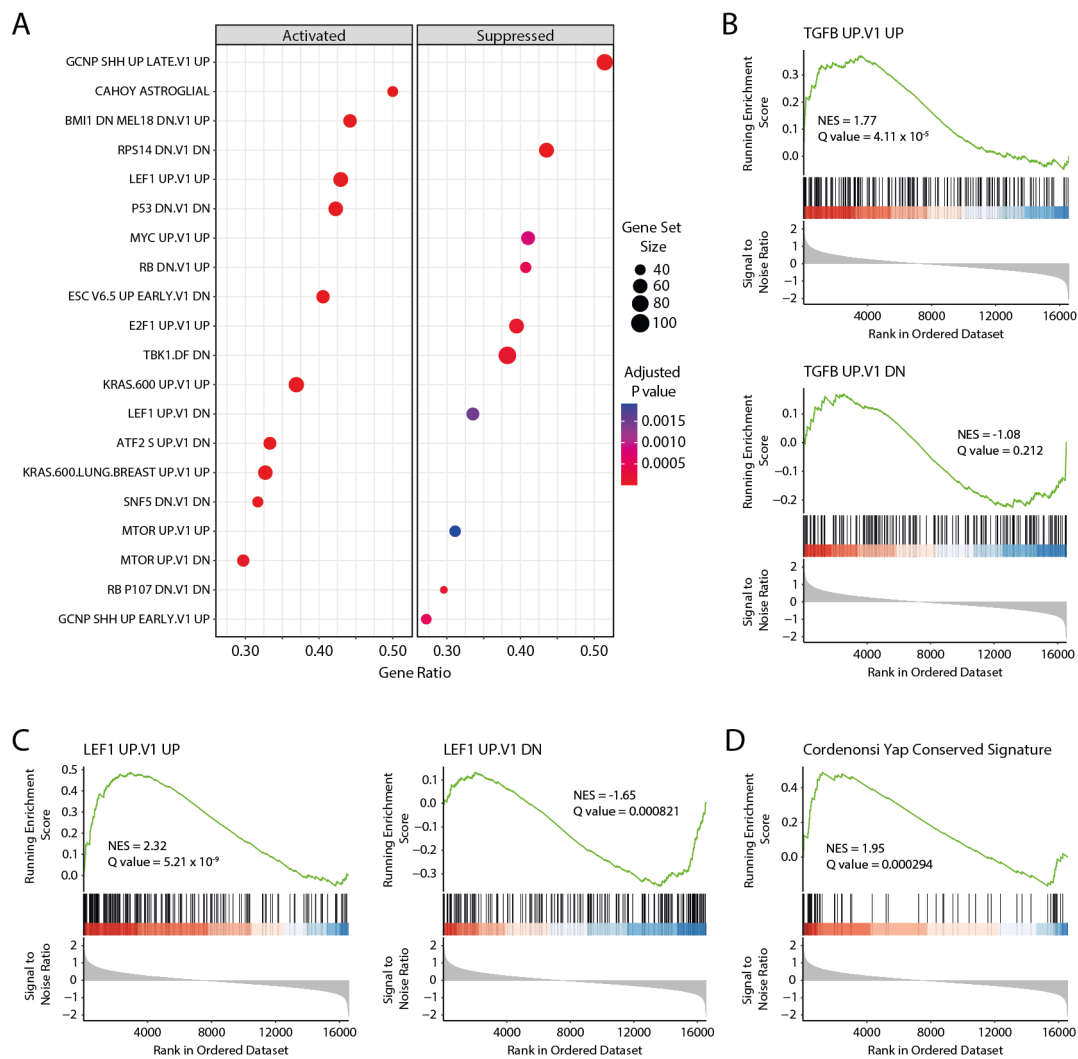 A
Activated
Suppressed
GCNP SHH UP LATE.V1 UP
CAHOY ASTROGLIAL
BMI1 DN MEL18 DN.V1 UP
RPS14 DN.V1 DN
LEF1 UP.V1 UP
P53 DN.V1 DN
MYC UP.V1 UP
RB DN.V1 UP
ESC V6.5 UP EARLY.V1 DN
E2F1 UP.V1 UP
TBK1.DF DN
KRAS.600 UP.V1 UP
LEF1 UP.V1 DN
ATF2 S UP.V1 DN
KRAS.600.LUNG.BREAST UP.V1 UP
SNF5 DN.V1 DN
MTOR UP.V1 UP
MTOR UP.V1 DN
RB P107 DN.V1 DN
GCNP SHH UP EARLY.V1 UP
0.30 0.40 0.50
0.30 0.40 0.50
Gene Ratio
Gene Set
Size
40
60
80
100
Adjusted
P value
0.0015
0.0010
0.0005
B
TGFB UP.V1 UP
Running Enrichment
Score
0.3
0.2
0.1
0.0
NES = 1.77
Q value = 4.11 x 10⁻⁵
Signal to
Noise Ratio
2
1
0
−1
−2
4000 8000 12000 16000
Rank in Ordered Dataset
TGFB UP.V1 DN
Running Enrichment
Score
0.1
0.0
−0.1
−0.2
NES = -1.08
Q value = 0.212
Signal to
Noise Ratio
2
1
0
−1
−2
4000 8000 12000 16000
Rank in Ordered Dataset
C
LEF1 UP.V1 UP
Running Enrichment
Score
0.5
0.4
0.3
0.2
0.1
0.0
NES = 2.32
Q value = 5.21 x 10⁻⁹
Signal to
Noise Ratio
2
1
0
−1
−2
4000 8000 12000 16000
Rank in Ordered Dataset
LEF1 UP.V1 DN
Running Enrichment
Score
0.1
0.0
−0.1
−0.2
−0.3
NES = -1.65
Q value = 0.000821
Signal to
Noise Ratio
2
1
0
−1
−2
4000 8000 12000 16000
Rank in Ordered Dataset
D
Cordenonsi Yap Conserved Signature
Running Enrichment
Score
0.4
0.2
0.0
NES = 1.95
Q value = 0.000294
Signal to
Noise Ratio
2
1
0
−1
−2
4000 8000 12000 16000
Rank in Ordered Dataset